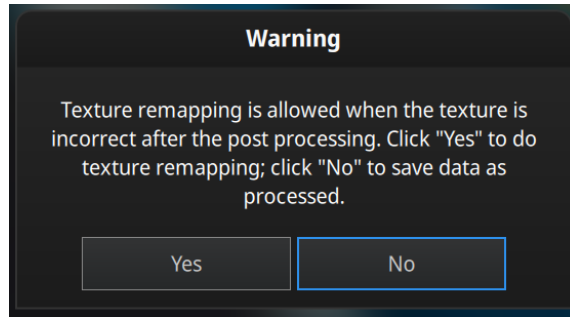 Warning
Texture remapping is allowed when the texture is
incorrect after the post processing. Click "Yes" to do
texture remapping; click "No" to save data as
processed.
Yes
No